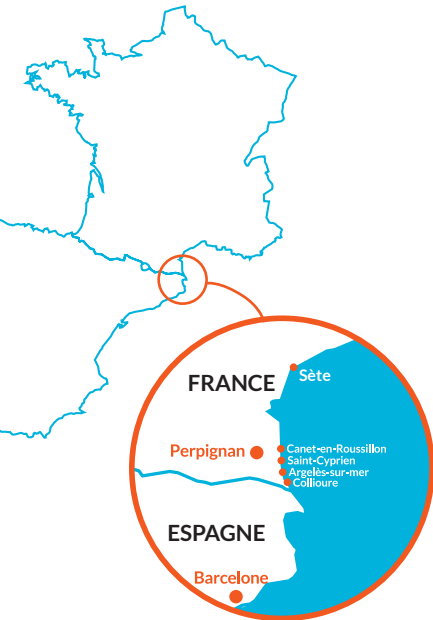 FRANCE
Sète
Perpignan
Canet-en-Roussillon
Saint-Cyprien
Argelès-sur-mer
Collioure
ESPAGNE
Barcelone